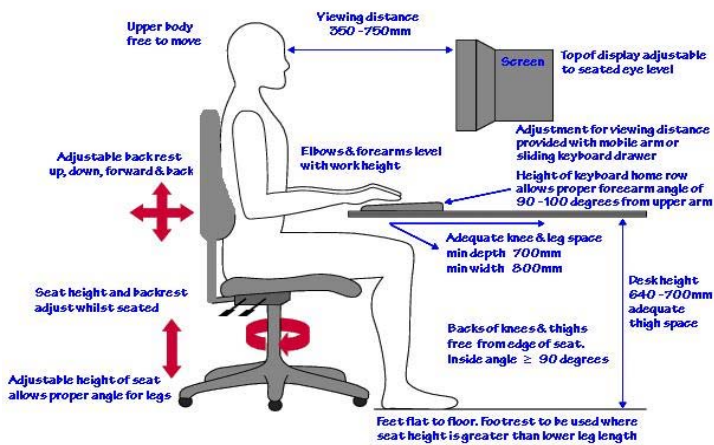 Viewing distance
350 -750mm
Upper body
free to move
Screen
Top of display adjustable
to seated eye level
Adjustment for viewing distance
provided with mobile arm or
sliding keyboard drawer
Elbows & forearms level
with work height
Adjustable back rest
up, down, forward & back
Height of keyboard home row
allows proper foreearm angle of
90 -100 degrees from upper arm
Adequate knee & leg space
min depth 700mm
min width 800mm
Desk height
640 -700mm
adequate
thigh space
Seat height and backrest
adjust whilst seated
Backs of knees & thighs
free from edge of seat.
Inside angle ≥ 90 degrees
Adjustable height of seat
allows proper angle for legs
Feet flat to floor. Footrest to be used where
seat height is greater than lower leg length